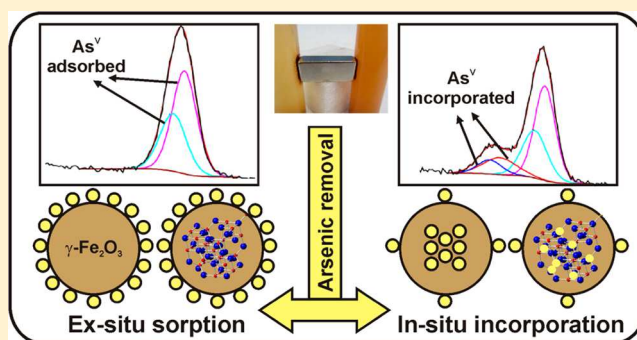 As^V
adsorbed
As^V
incorporated
Arsenic removal
γ-Fe₂O₃
Ex-situ sorption
In-situ incorporation